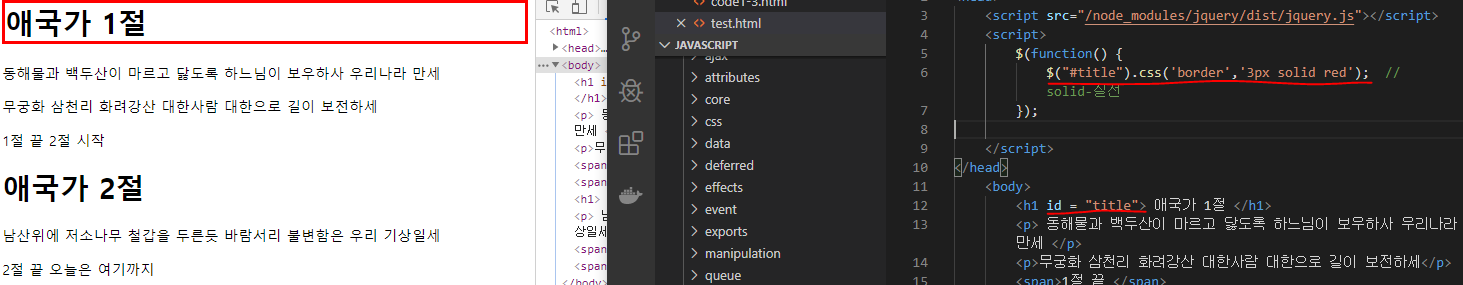 애국가 1절
동해물과 백두산이 마르고 닳도록 하느님이 보우하사 우리나라 만세
무궁화 삼천리 화려강산 대한사람 대한으로 길이 보전하세
1절 끝 2절 시작
애국가 2절
남산위에 저소나무 철갑을 두른듯 바람서리 불변함은 우리 기상일세
2절 끝 오늘은 여기까지
<html>
<head>…
<body>
<h1 i
</h1>
<p> 동
만세
<p>무
<span
<span
<h1>
<p> 남
상일세
<span
<span
</body>
code1-3.html
test.html
JAVASCRIPT
ajax
attributes
core
css
data
deferred
effects
event
exports
manipulation
queue
3 <script src="/node_modules/jquery/dist/jquery.js"></script>
4 <script>
5 $(function() {
6 $("#title").css('border','3px solid red'); //
solid-실선
7 });
8
9 </script>
10 </head>
11 <body>
12 <h1 id = "title"> 애국가 1절 </h1>
13 <p> 동해물과 백두산이 마르고 닳도록 하느님이 보우하사 우리나라
만세 </p>
14 <p>무궁화 삼천리 화려강산 대한사람 대한으로 길이 보전하세</p>
15 <span>1절 끝 </span>